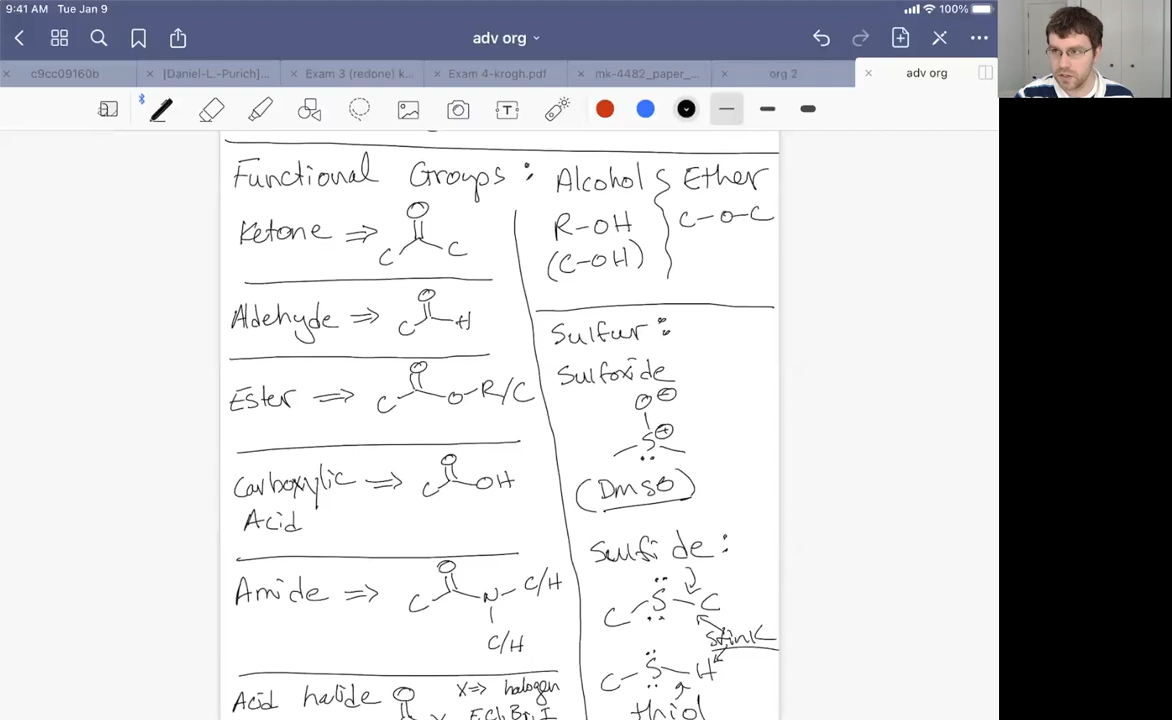 9:41 AM Tue Jan 9
100%
adv org
c9cc09160b
[Daniel-L.-Purich]...
Exam 3 (redone) k...
Exam 4-krogh.pdf
mk-4482_paper_...
org 2
adv org
T
Functional Groups:
Ketone ⇒ O C C
Aldehyde ⇒ O C H
Ester ⇒ O C O-R/C
Carboxylic ⇒ O C OH
Acid
Amide ⇒ O C N C/H
C/H
Acid halide O X⇒ halogen
F, Cl, Br, I
Alcohol
R-OH
(C-OH)
Ether
C-O-C
Sulfur:
Sulfoxide
O ⊖
S ⊕
(DMSO)
Sulfide:
C S C
stink
C S H
thiol